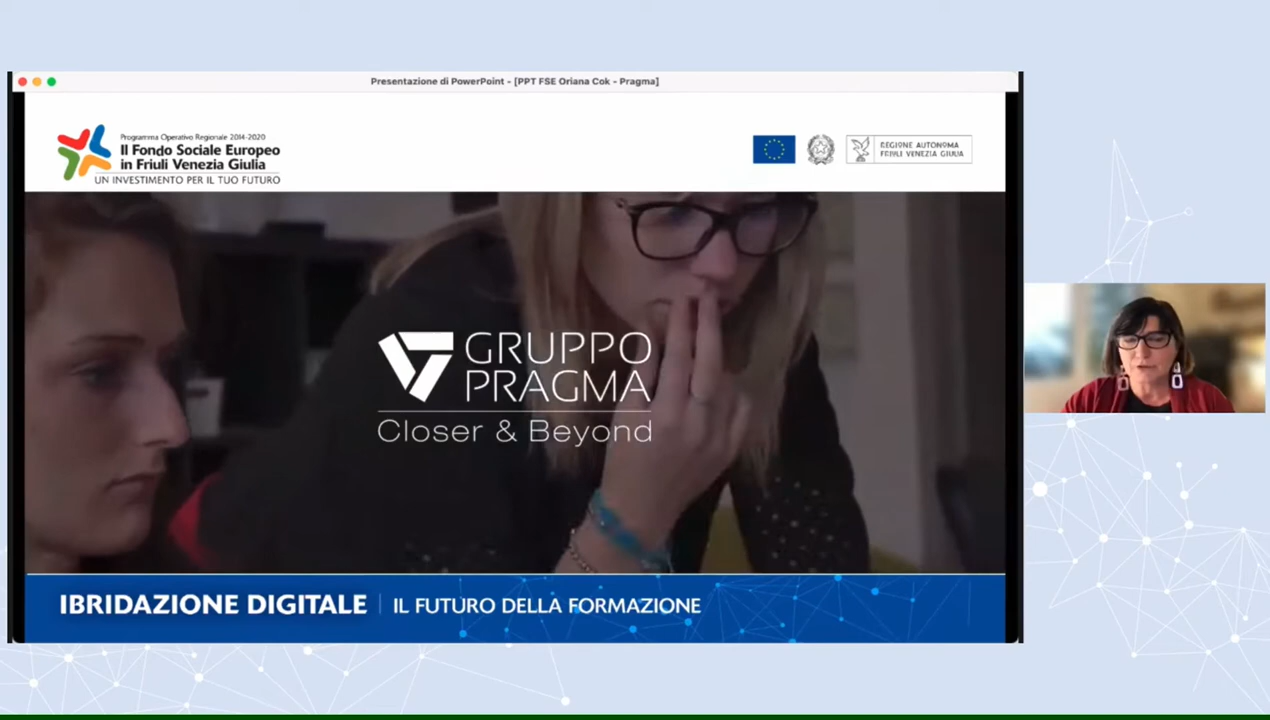 Presentazione di PowerPoint - [PPT FSE Oriana Cok - Pragma]
Programma Operativo Regionale 2014-2020
Il Fondo Sociale Europeo
in Friuli Venezia Giulia
UN INVESTIMENTO PER IL TUO FUTURO
REGIONE AUTONOMA
FRIULI VENEZIA GIULIA
GRUPPO
PRAGMA
Closer & Beyond
IBRIDAZIONE DIGITALE | IL FUTURO DELLA FORMAZIONE